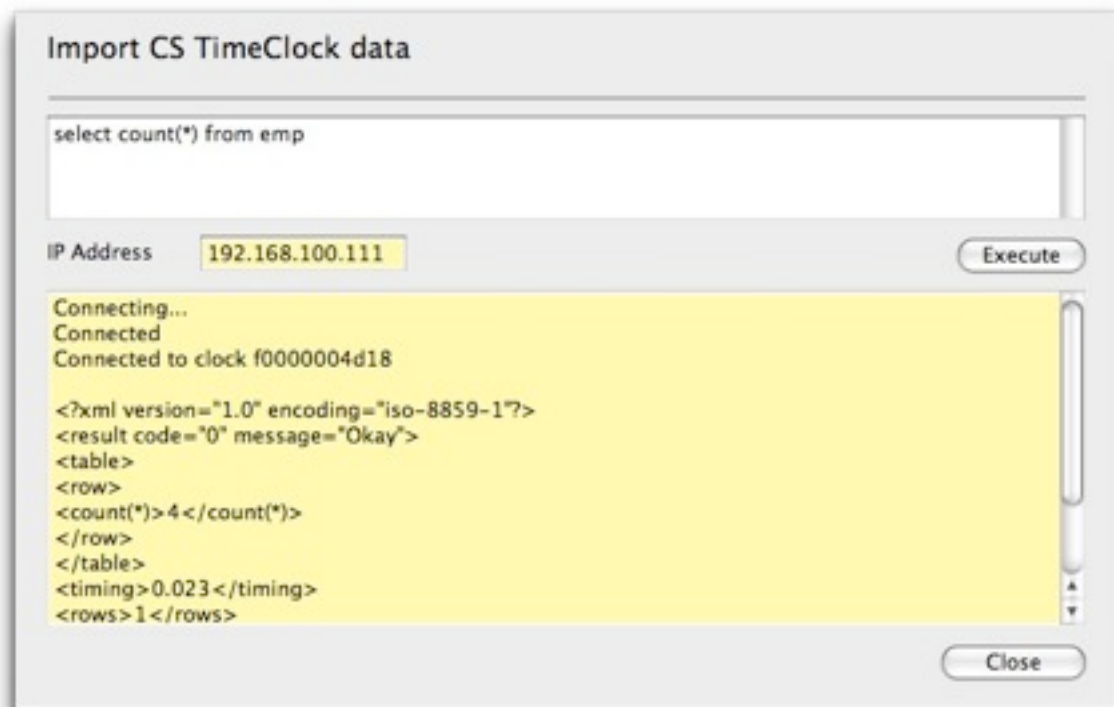 Import CS TimeClock data
select count(*) from emp
IP Address 192.168.100.111 Execute
Connecting...
Connected
Connected to clock f0000004d18
<?xml version="1.0" encoding="iso-8859-1"?>
<result code="0" message="Okay">
<table>
<row>
<count(*)>4</count(*)>
</row>
</table>
<timing>0.023</timing>
<rows>1</rows>
Close